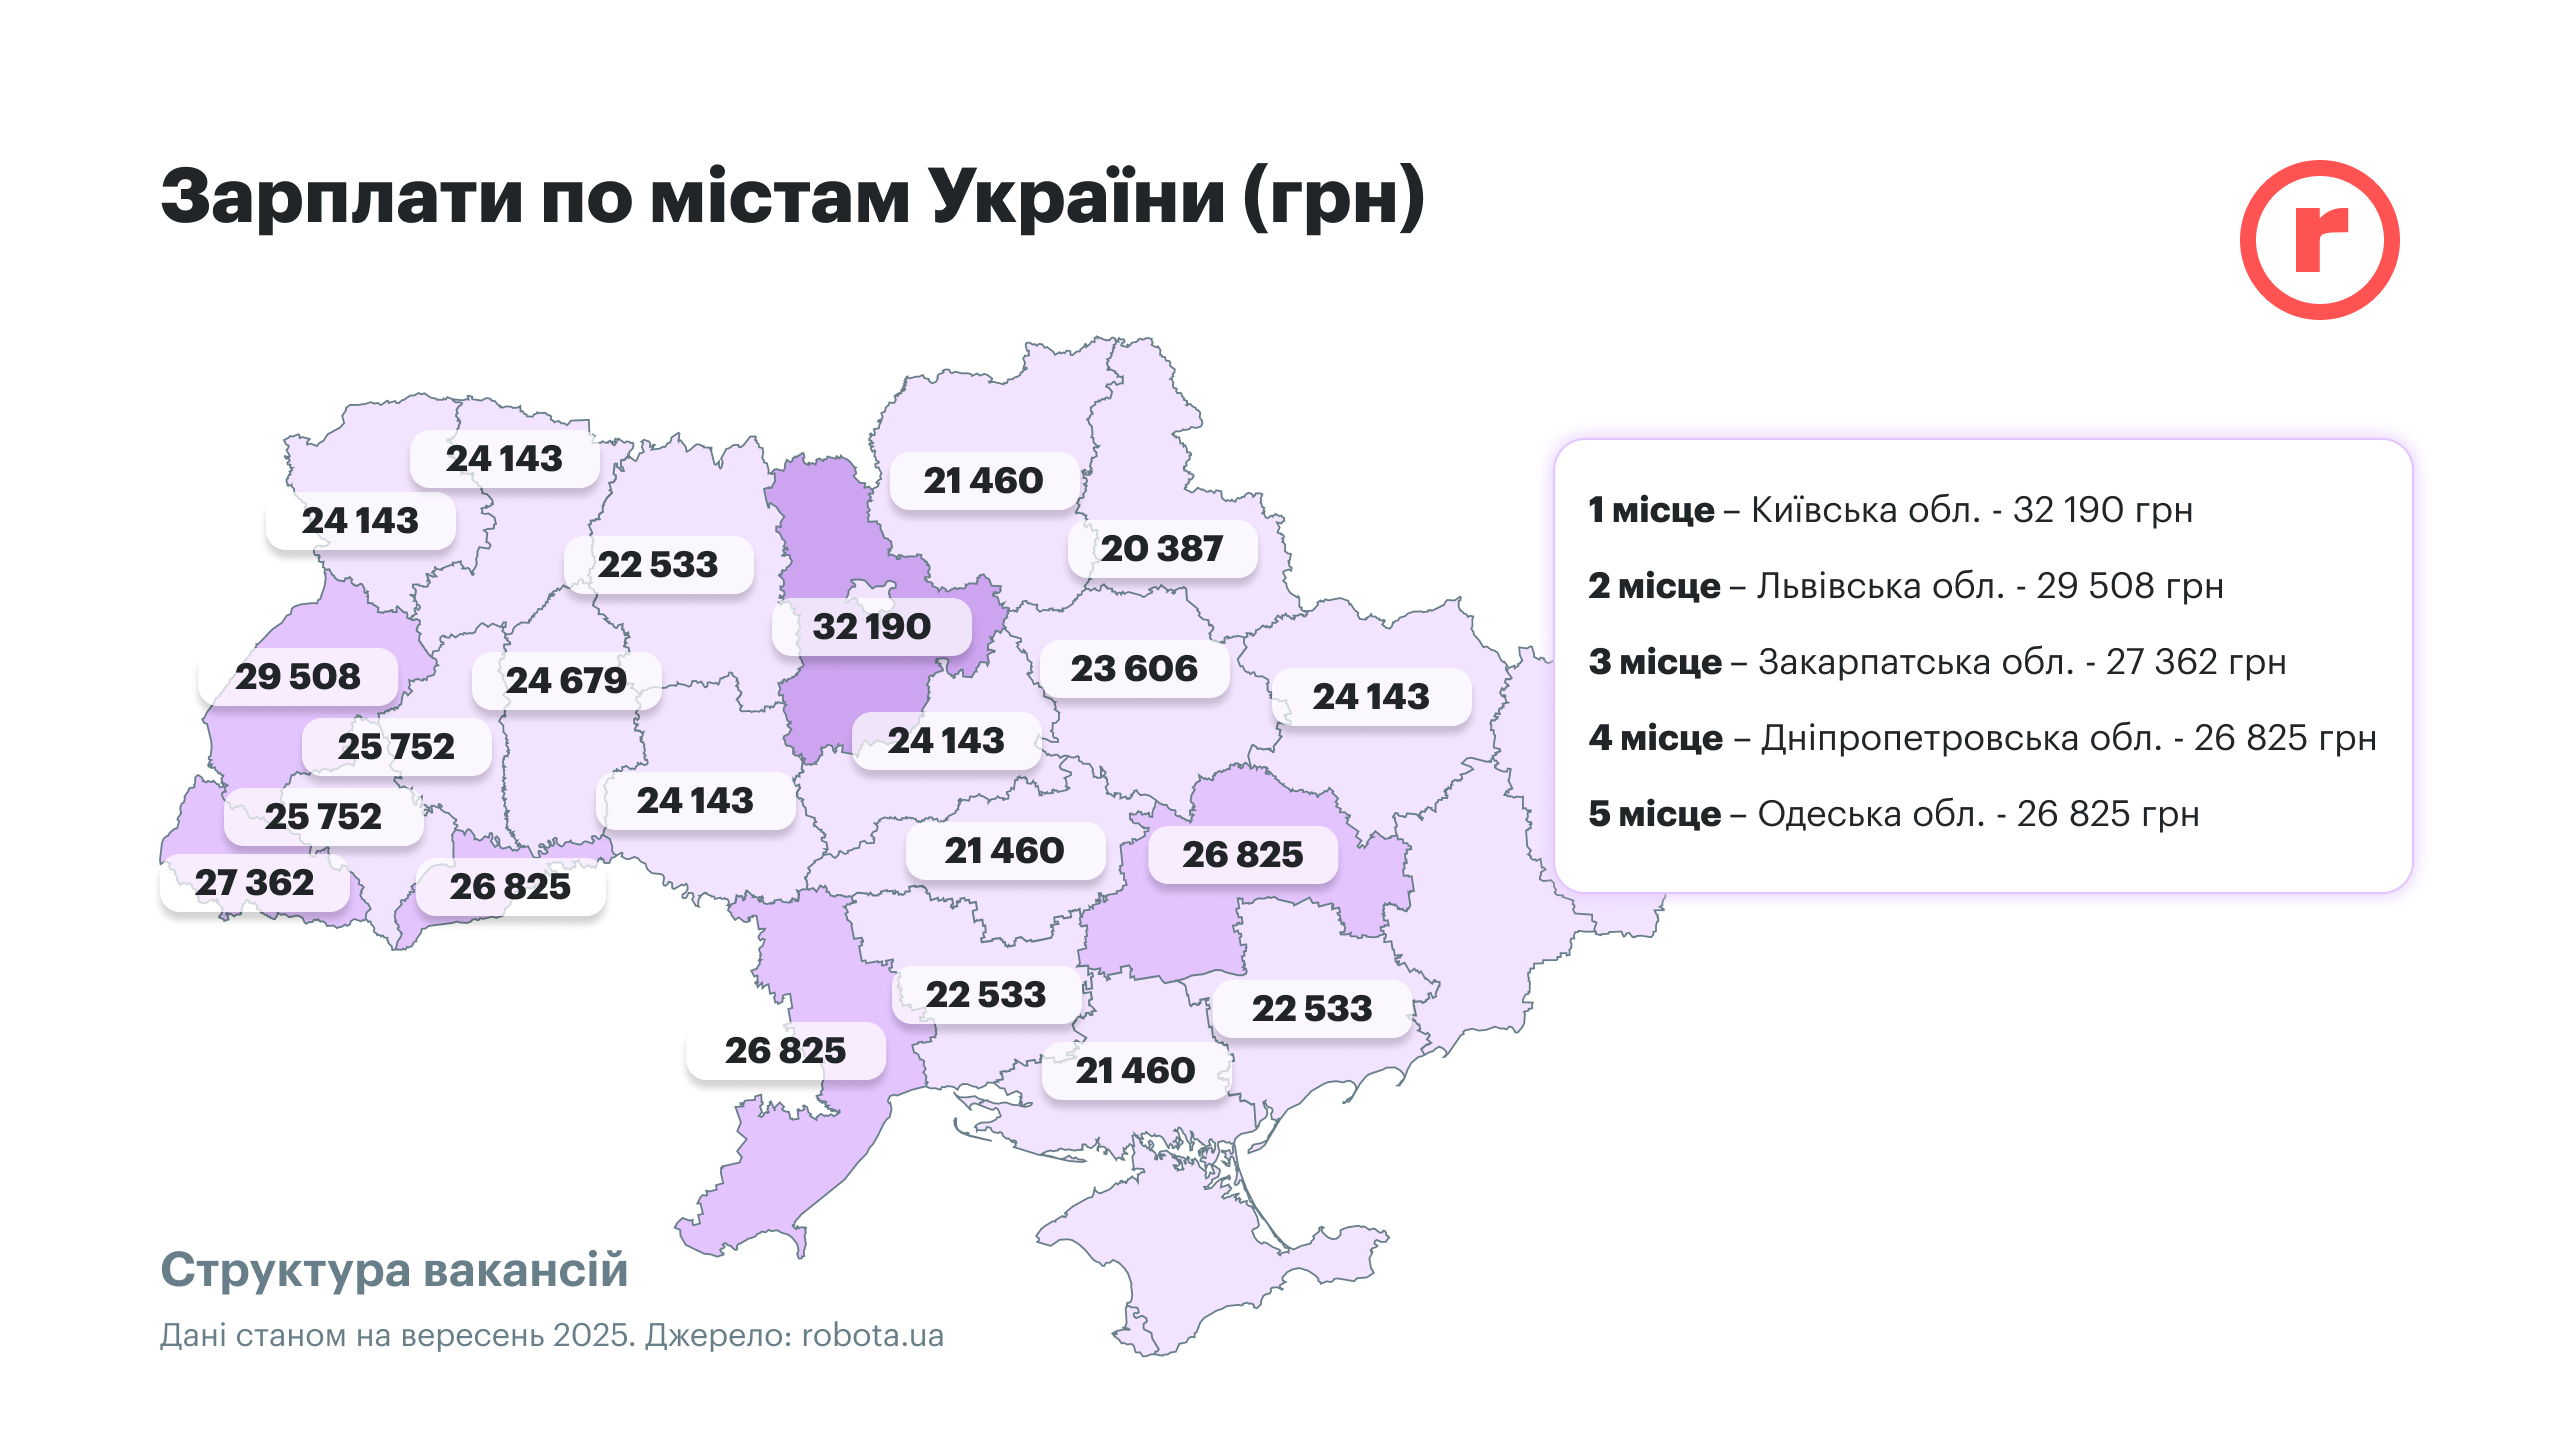 Зарплати по містам України (грн)
r
24 143
21 460
24 143
20 387
22 533
32 190
29 508
24 679
23 606
24 143
25 752
24 143
24 143
25 752
21 460
26 825
27 362
26 825
22 533
22 533
26 825
21 460
1 місце – Київська обл. - 32 190 грн
2 місце – Львівська обл. - 29 508 грн
3 місце – Закарпатська обл. - 27 362 грн
4 місце – Дніпропетровська обл. - 26 825 грн
5 місце – Одеська обл. - 26 825 грн
Структура вакансій
Дані станом на вересень 2025. Джерело: robota.ua